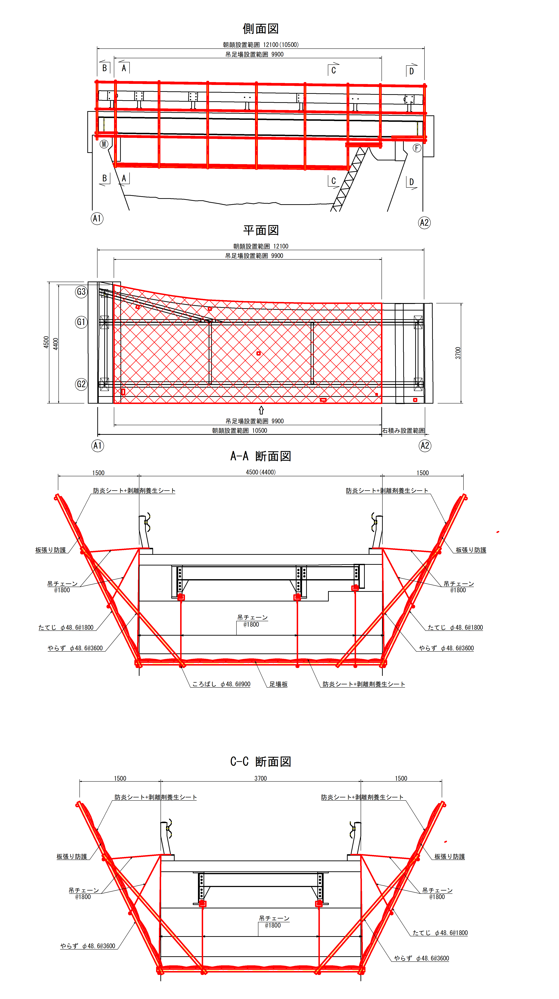 側面図
朝顔設置範囲 12100(10500)
吊足場設置範囲 9900
B A C D
M F
B A C D
A1 A2
平面図
朝顔設置範囲 12100
吊足場設置範囲 9900
G3
G1
4500 4400 3700
G2
吊足場設置範囲 9900
朝顔設置範囲 10500 石積み設置範囲
A1 A2
A-A 断面図
1500 4500(4400) 1500
防炎シート+剥離剤養生シート 防炎シート+剥離剤養生シート
板張り防護 板張り防護
吊チェーン 吊チェーン
@1800 @1800
吊チェーン
@1800
たてじ φ48.6@1800 たてじ φ48.6@1800
やらず φ48.6@3600 やらず φ48.6@3600
ころばし φ48.6@900 足場板 防炎シート+剥離剤養生シート
C-C 断面図
1500 3700 1500
防炎シート+剥離剤養生シート 防炎シート+剥離剤養生シート
板張り防護 板張り防護
吊チェーン 吊チェーン
@1800 @1800
吊チェーン
@1800
たてじ φ48.6@1800
やらず φ48.6@3600
やらず φ48.6@3600